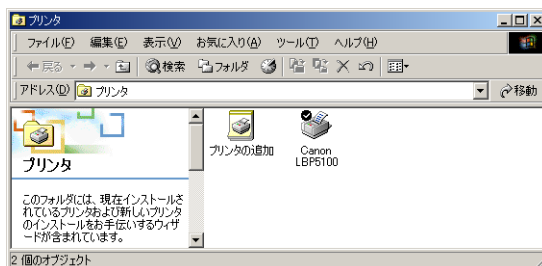 プリンタ
ファイル(F) 編集(E) 表示(V) お気に入り(A) ツール(T) ヘルプ(H)
戻る 検索 フォルダ
アドレス(D) プリンタ 移動
プリンタ
このフォルダには、現在インストールさ
れているプリンタおよび新しいプリンタ
のインストールをお手伝いするウィザ
ードが含まれています。
プリンタの追加
Canon
LBP5100
2 個のオブジェクト